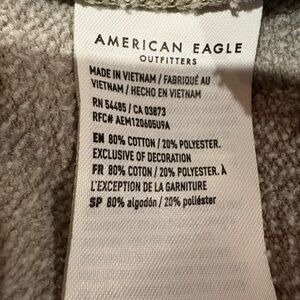 AMERICAN EAGLE
OUTFITTERS
MADE IN VIETNAM / FABRIQUÉ AU
VIETNAM / HECHO EN VIETNAM
RN 54485 / CA 03873
RFC# AEM120605U9A
EN 80% COTTON / 20% POLYESTER.
EXCLUSIVE OF DECORATION
FR 80% COTON / 20% POLYESTER. À
L'EXCEPTION DE LA GARNITURE
SP 80% algodón / 20% poliéster